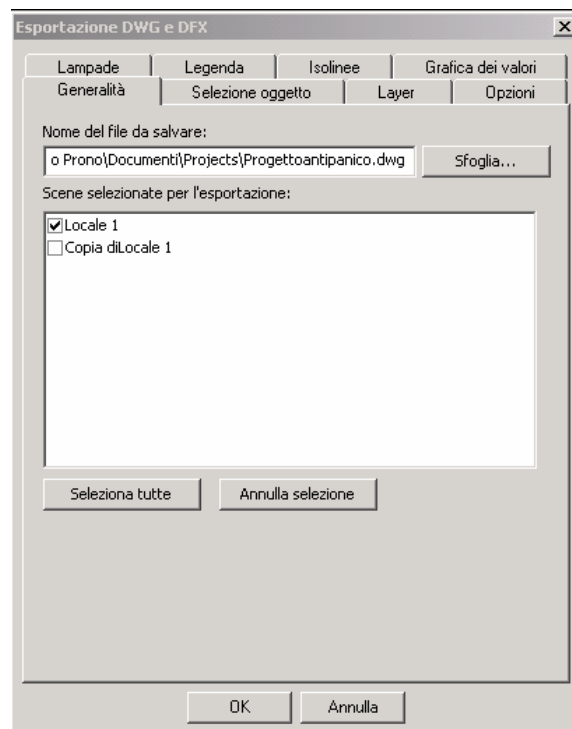 Esportazione DWG e DFX
Lampade Legenda Isolinee Grafica dei valori
Generalità Selezione oggetto Layer Opzioni
Nome del file da salvare:
o Prono\Documenti\Projects\Progettoantipanico.dwg Sfoglia...
Scene selezionate per l'esportazione:
Locale 1
Copia diLocale 1
Seleziona tutte Annulla selezione
OK Annulla